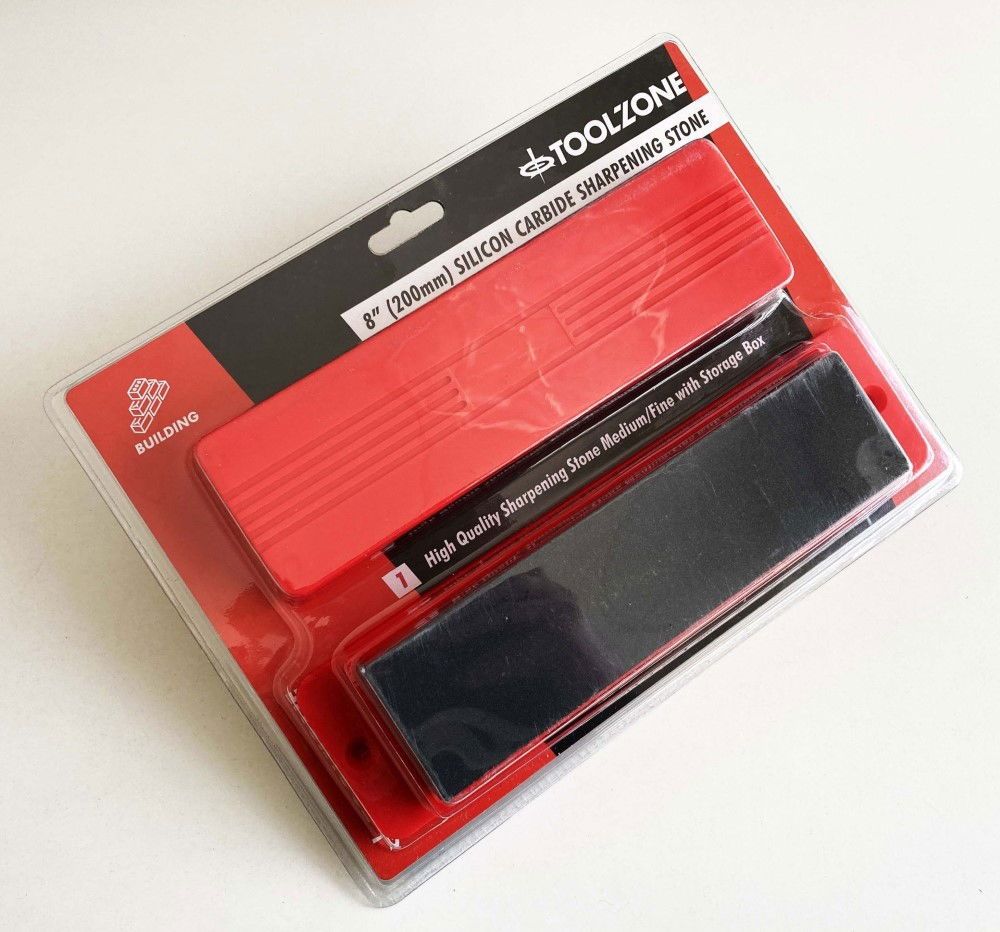 TOOLZONE
8" (200mm) SILICON CARBIDE SHARPENING STONE
BUILDING
High Quality Sharpening Stone Medium/Fine with Storage Box
1